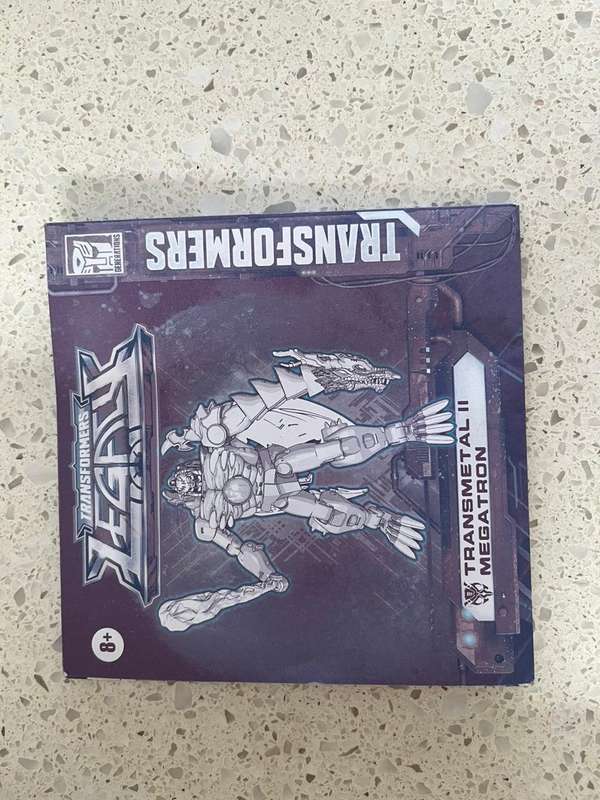 TRANSFORMERS
GENERATIONS
TRANSFORMERS
LEGACY
8+
TRANSMETAL II
MEGATRON